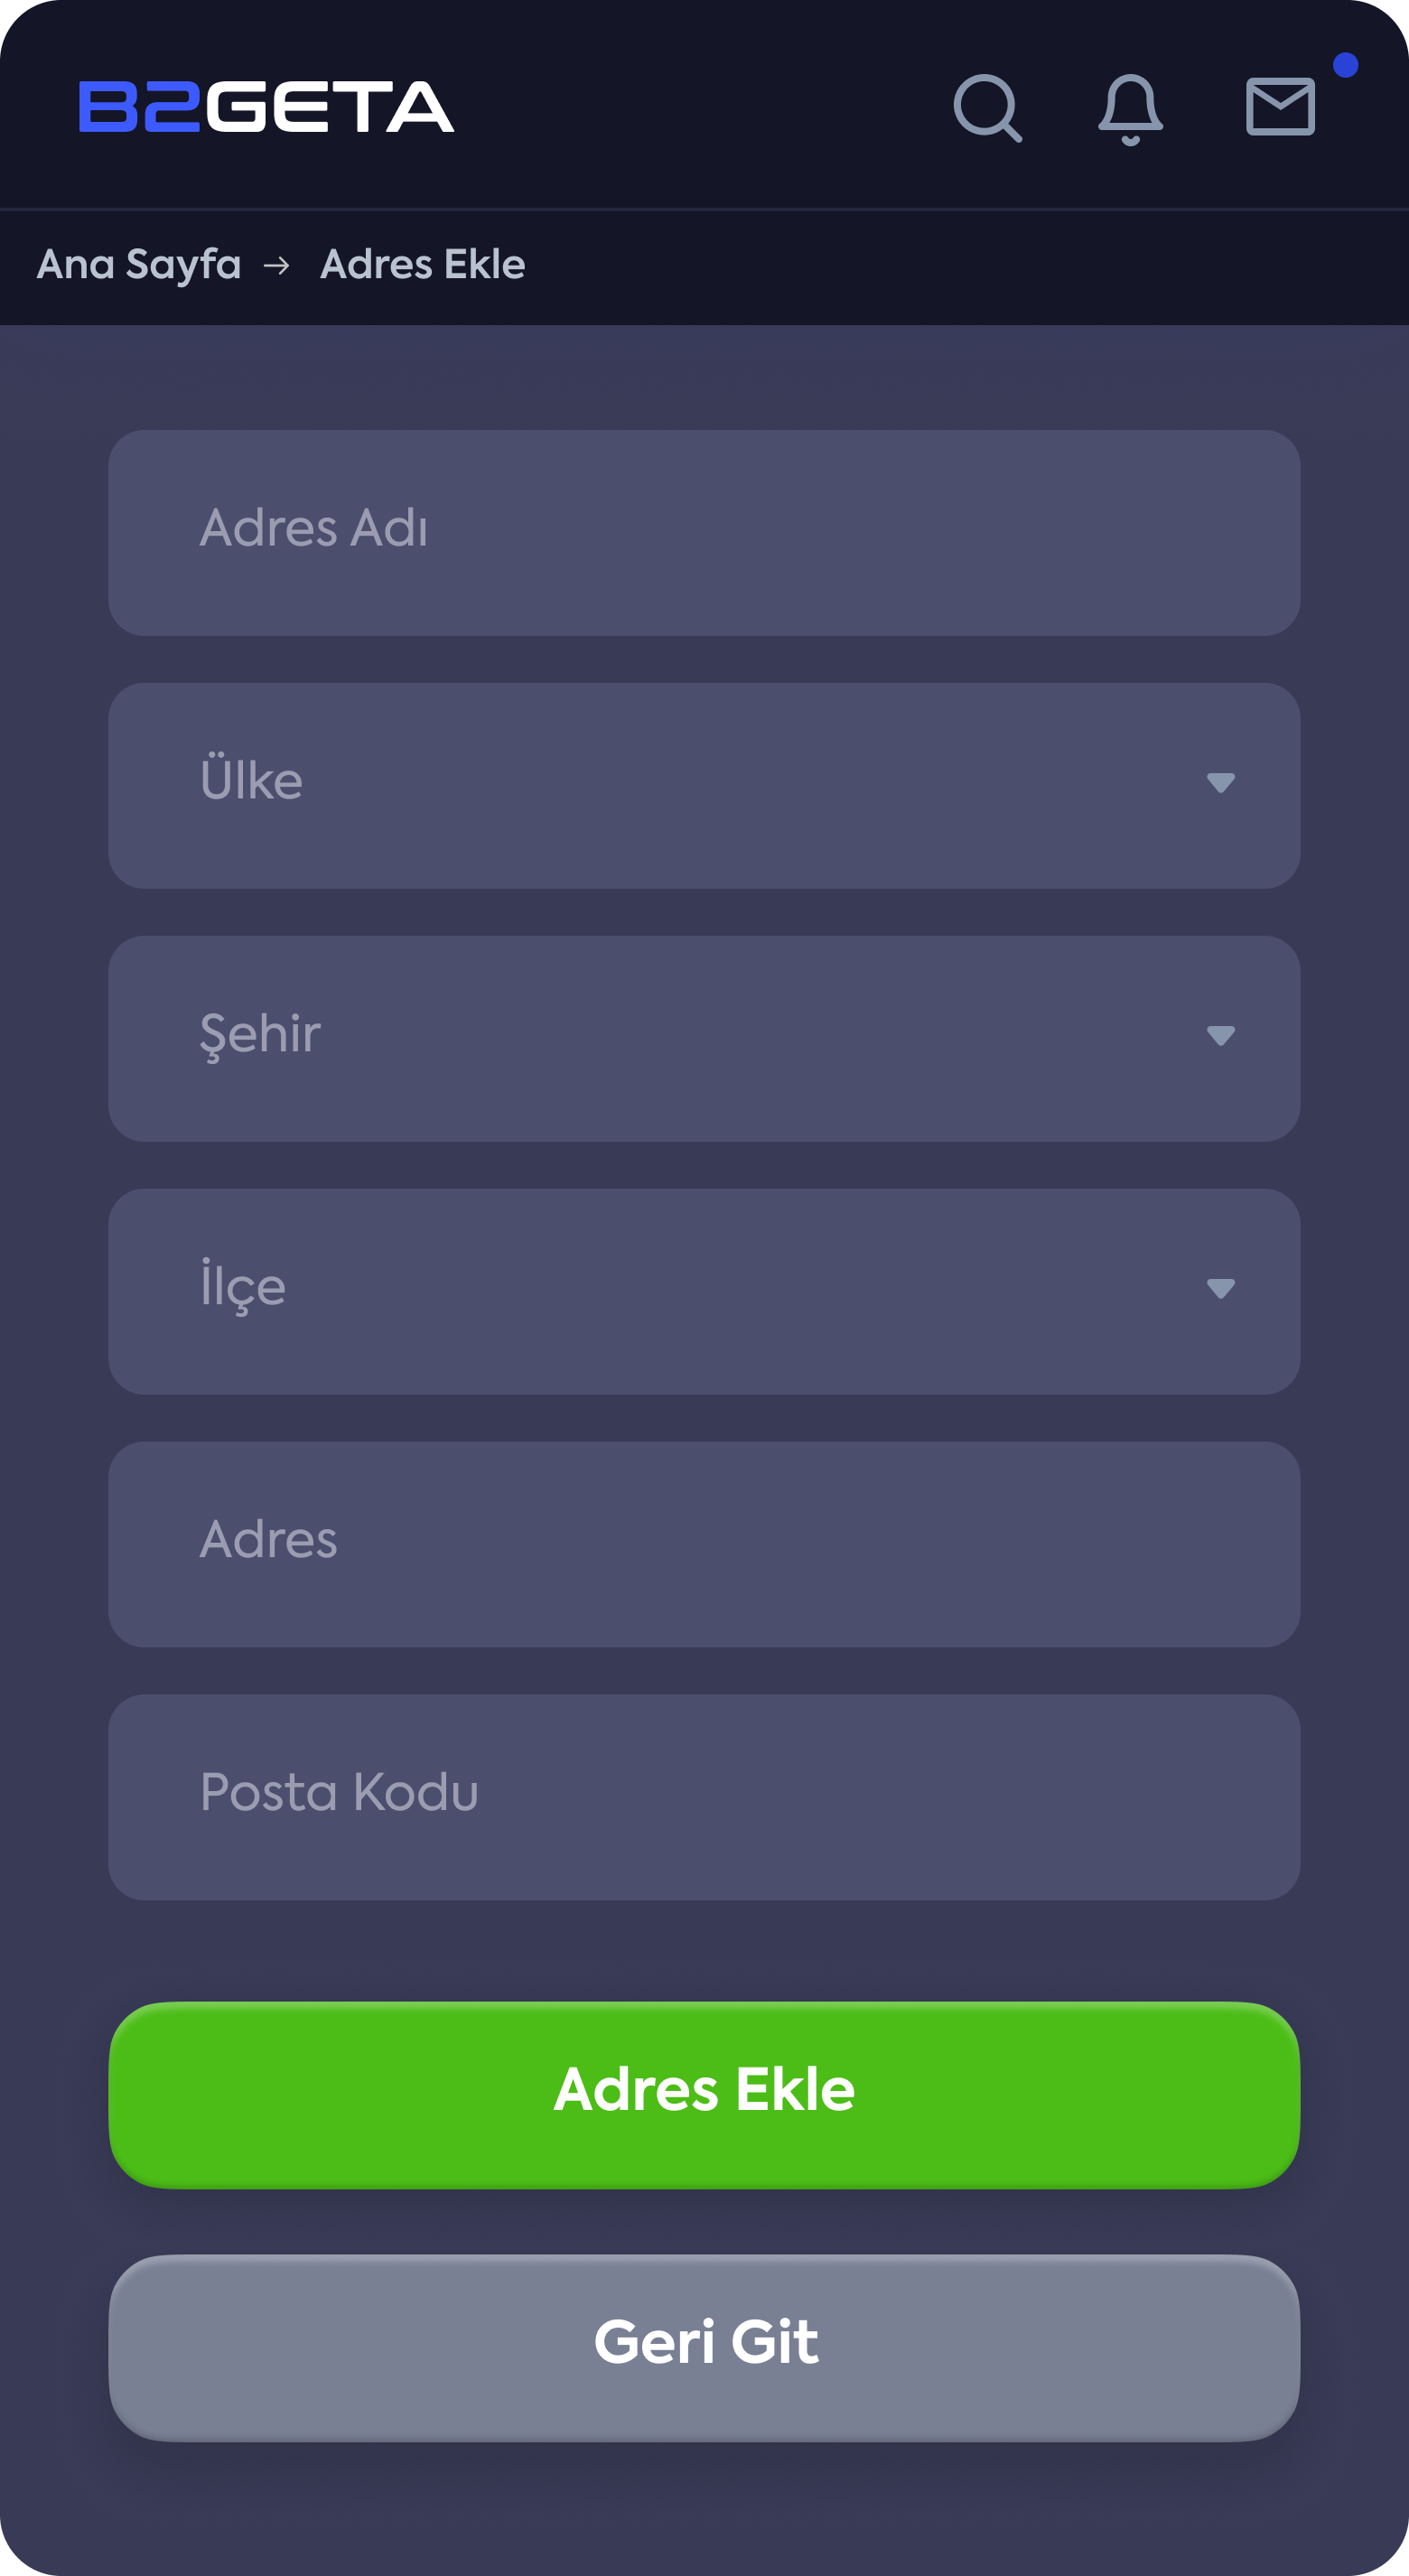 B2GETA
Ana Sayfa → Adres Ekle
Adres Adı
Ülke
Şehir
İlçe
Adres
Posta Kodu
Adres Ekle
Geri Git